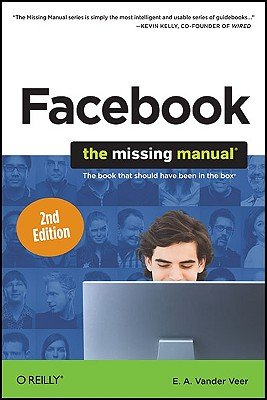 "The Missing Manual series is simply the most intelligent and usable series of guidebooks..."
—KEVIN KELLY, CO-FOUNDER OF WIRED
Facebook
the missing manual®
The book that should have been in the box®
2nd
Edition
O'REILLY®
E. A. Vander Veer